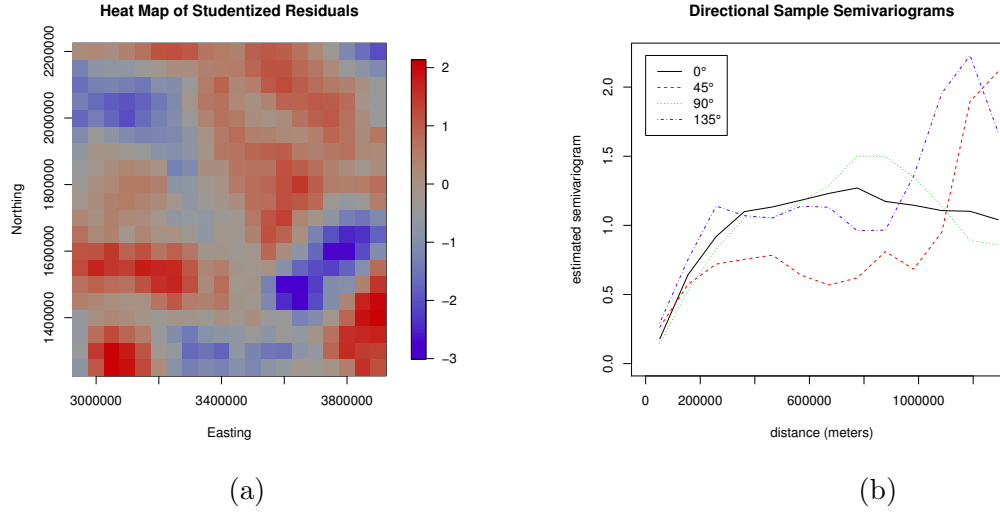 Heat Map of Studentized Residuals
2200000
2000000
1800000
1600000
1400000
Northing
3000000 3400000 3800000
Easting
2
1
0
−1
−2
−3
(a)
Directional Sample Semivariograms
0°
45°
90°
135°
2.0
1.5
1.0
0.5
0.0
estimated semivariogram
0 200000 600000 1000000
distance (meters)
(b)